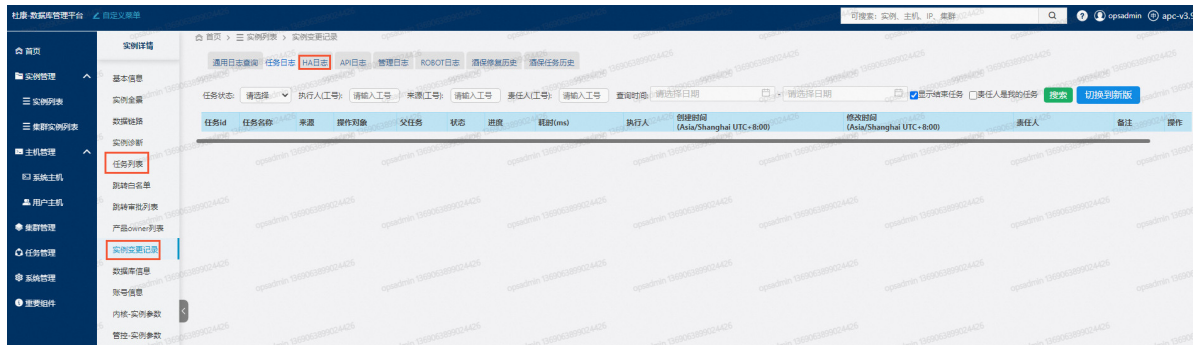 杜康-数据库管理平台 自定义菜单 可搜索：实例、主机、IP、集群 opsadmin apc-v3.9
首页 > 实例列表 > 实例变更记录
首页
实例管理
实例列表
集群实例列表
主机管理
系统主机
用户主机
集群管理
任务管理
系统管理
重要组件
实例详情
基本信息
实例全景
数据链路
实例诊断
任务列表
跳转白名单
跳转审批列表
产品owner列表
实例变更记录
数据库信息
账号信息
内核-实例参数
管控-实例参数
通用日志查询 任务日志 HA日志 API日志 管理日志 ROBOT日志 酒保修复历史 酒保任务历史
任务状态: 请选择 执行人(工号): 请输入工号 来源(工号): 请输入工号 责任人(工号): 请输入工号 查询时间: 请选择日期 - 请选择日期 显示结束任务 责任人是我的任务 搜索 切换到新版
任务id 任务名称 来源 操作对象 父任务 状态 进度 耗时(ms) 执行人 创建时间 (Asia/Shanghai UTC+8:00) 修改时间 (Asia/Shanghai UTC+8:00) 责任人 备注 操作